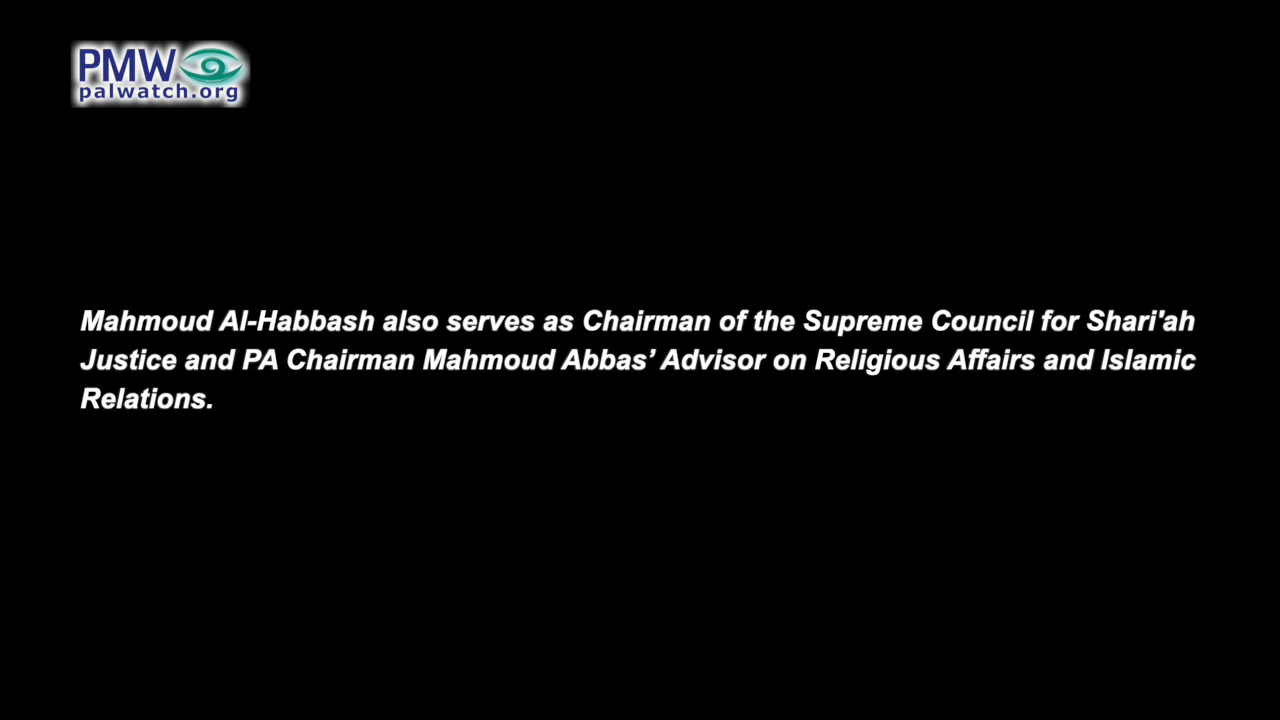 PMW
palwatch.org
Mahmoud Al-Habbash also serves as Chairman of the Supreme Council for Shari'ah
Justice and PA Chairman Mahmoud Abbas’ Advisor on Religious Affairs and Islamic
Relations.